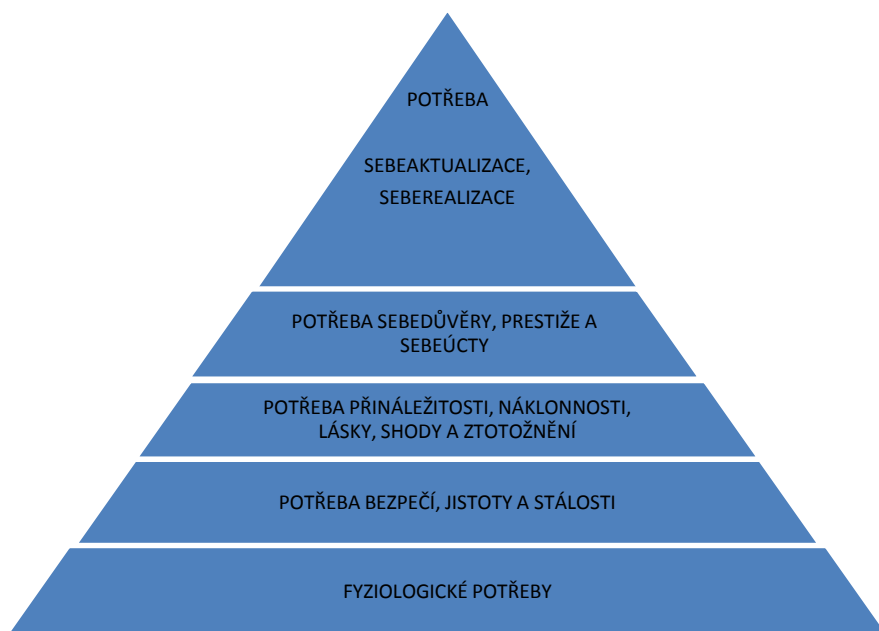 POTŘEBA
SEBEAKTUALIZACE,
SEBEREALIZACE
POTŘEBA SEBEDŮVĚRY, PRESTIŽE A
SEBEÚCTY
POTŘEBA PŘINÁLEŽITOSTI, NÁKLONNOSTI,
LÁSKY, SHODY A ZTOTOŽNĚNÍ
POTŘEBA BEZPEČÍ, JISTOTY A STÁLOSTI
FYZIOLOGICKÉ POTŘEBY